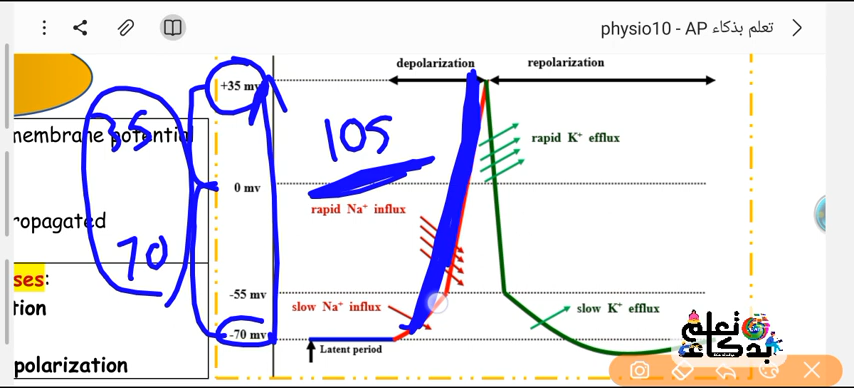 physio10 - AP تعلم بذكاء
depolarization
repolarization
+35 mv
35
105
membrane potential
rapid K⁺ efflux
0 mv
rapid Na⁺ influx
ropagated
70
ses:
-55 mv
slow Na⁺ influx
slow K⁺ efflux
tion
-70 mv
Latent period
تعلم
بذكاء
polarization